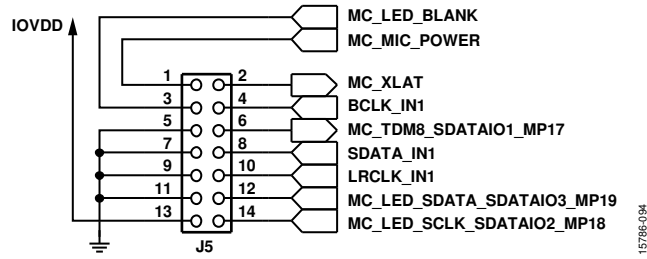 MC_LED_BLANK
IOVDD
MC_MIC_POWER
1 2 MC_XLAT
3 4 BCLK_IN1
5 6 MC_TDM8_SDATAIO1_MP17
7 8 SDATA_IN1
9 10 LRCLK_IN1
11 12 MC_LED_SDATA_SDATAIO3_MP19
13 14 MC_LED_SCLK_SDATAIO2_MP18
J5
15786-094